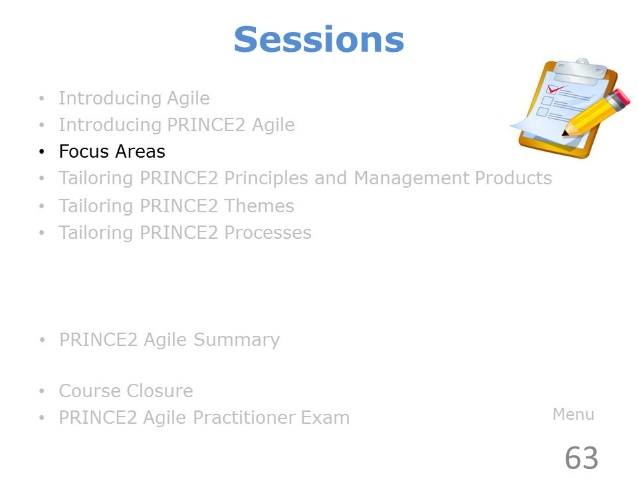 Sessions
• Introducing Agile
• Introducing PRINCE2 Agile
• Focus Areas
• Tailoring PRINCE2 Principles and Management Products
• Tailoring PRINCE2 Themes
• Tailoring PRINCE2 Processes
• PRINCE2 Agile Summary
• Course Closure
• PRINCE2 Agile Practitioner Exam
Menu
63